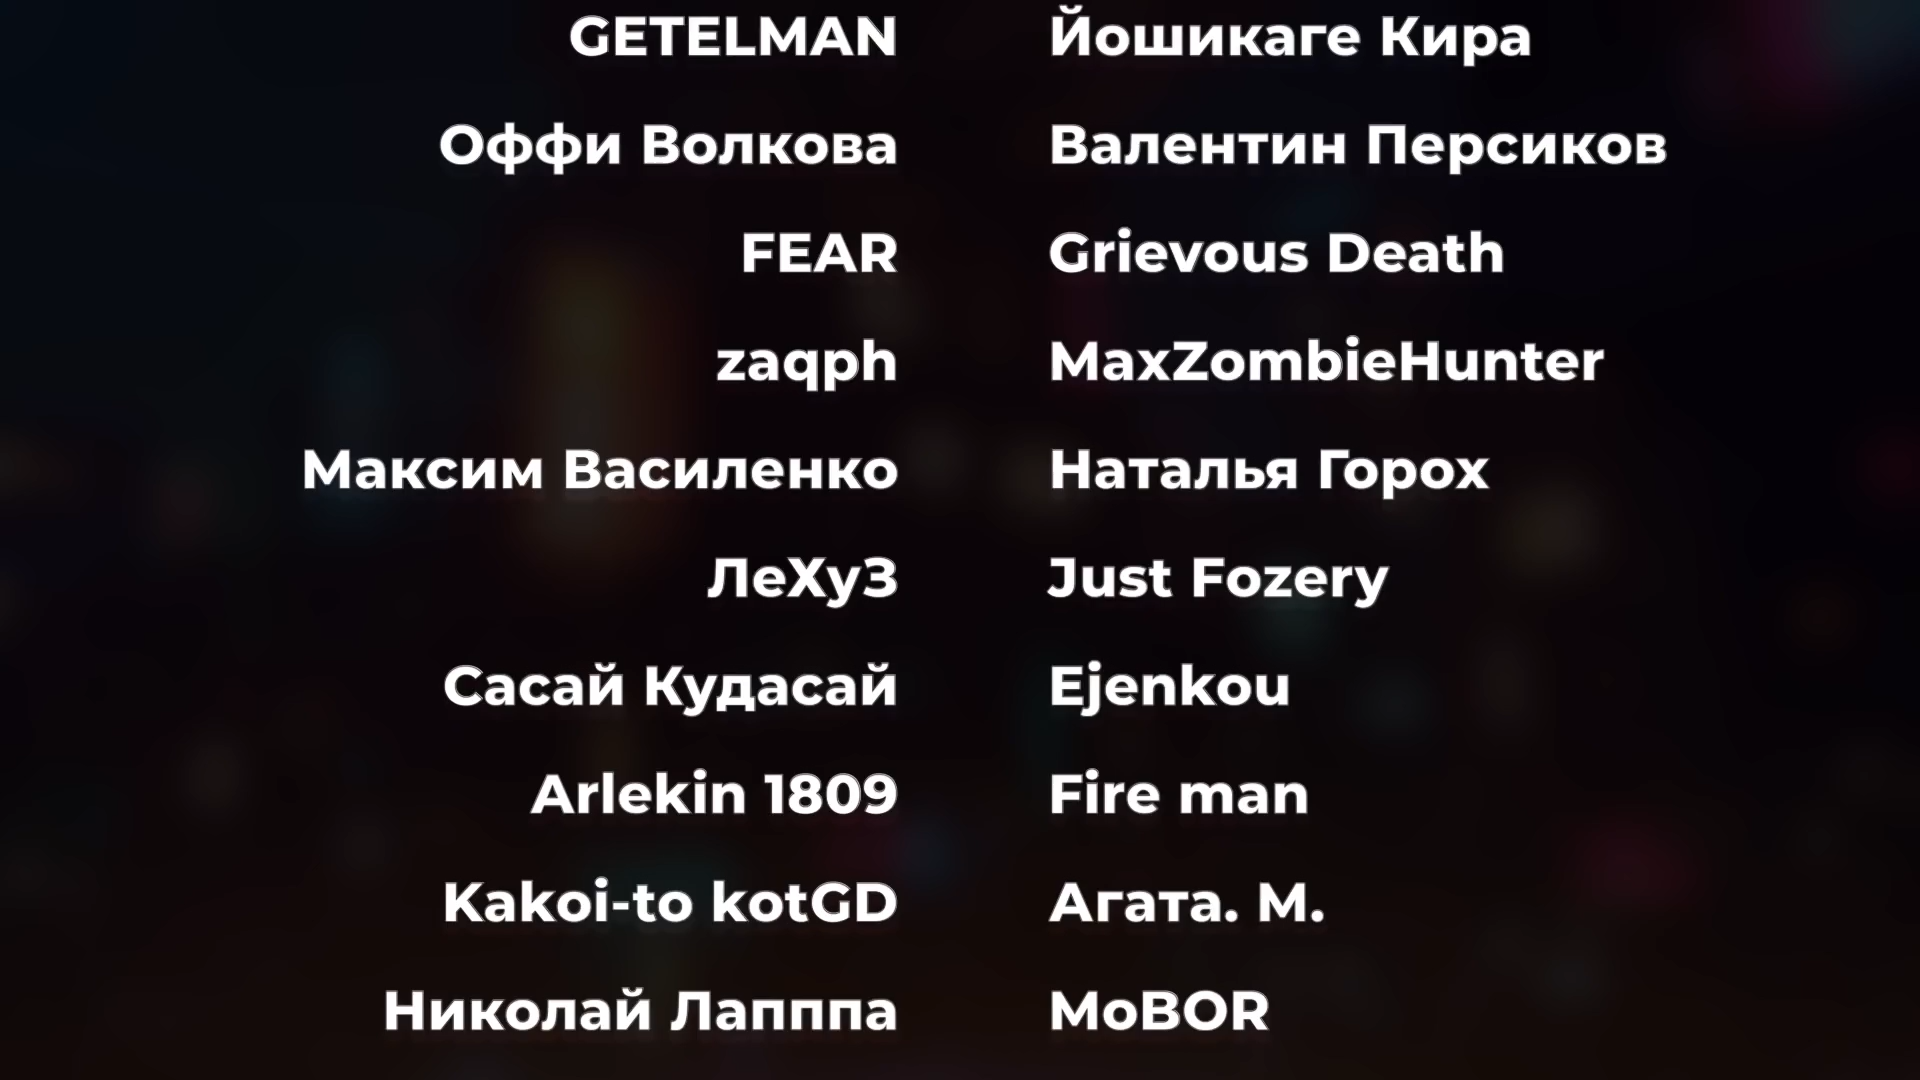 GETELMAN Йошикаге Кира
Оффи Волкова Валентин Персиков
FEAR Grievous Death
zaqph MaxZombieHunter
Максим Василенко Наталья Горох
ЛеХуЗ Just Fozery
Сасай Кудасай Ejenkou
Arlekin 1809 Fire man
Kakoi-to kotGD Агата. М.
Николай Лапппа MoBOR